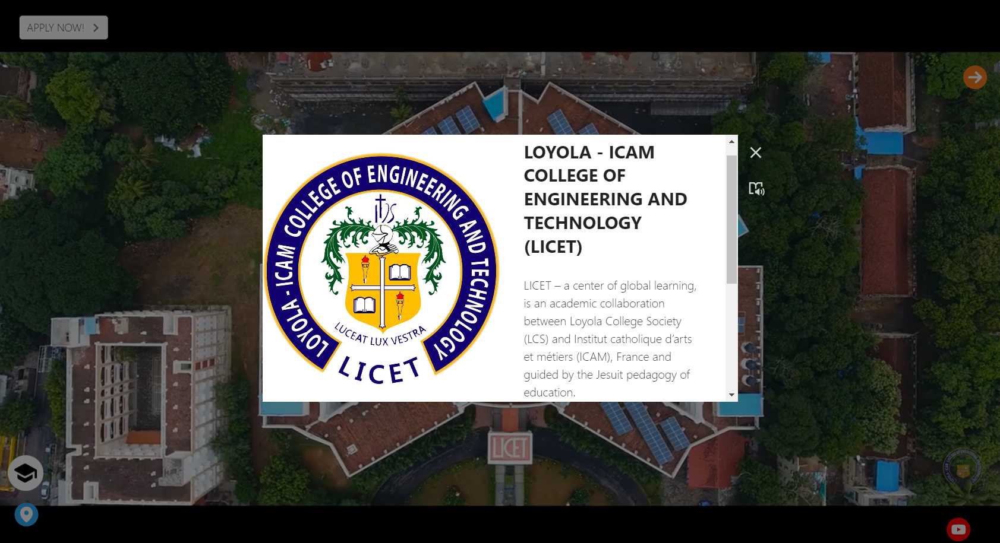 APPLY NOW!
LOYOLA - ICAM COLLEGE OF ENGINEERING AND TECHNOLOGY
IHS
LUCEAT LUX VESTRA
LICET
LOYOLA - ICAM
COLLEGE OF
ENGINEERING AND
TECHNOLOGY
(LICET)
LICET – a center of global learning,
is an academic collaboration
between Loyola College Society
(LCS) and Institut catholique d’arts
et métiers (ICAM), France and
guided by the Jesuit pedagogy of
education.
LICET